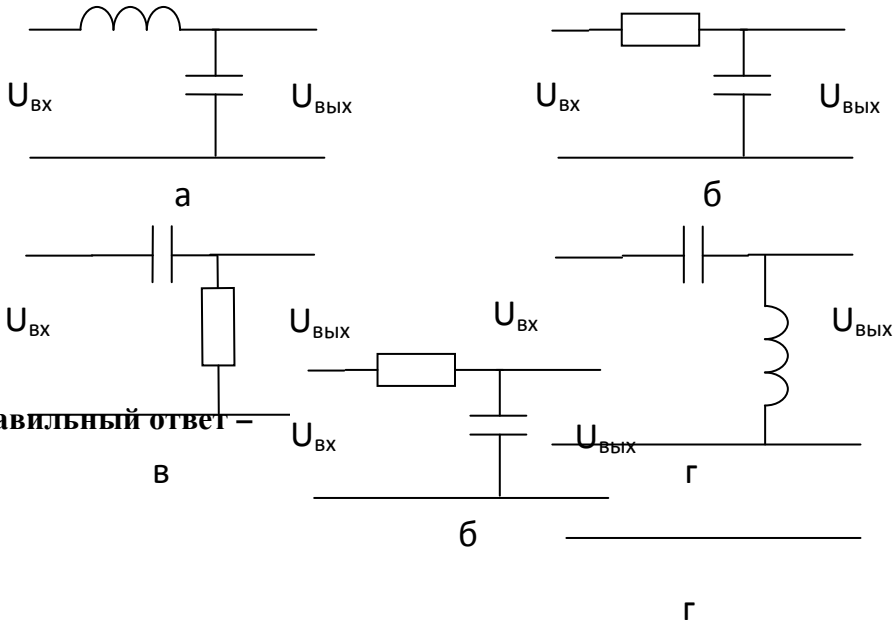 Uвх Uвых Uвх Uвых
а б
Uвх Uвых Uвх Uвых
авильный ответ – Uвх Uвых
в г
б
г